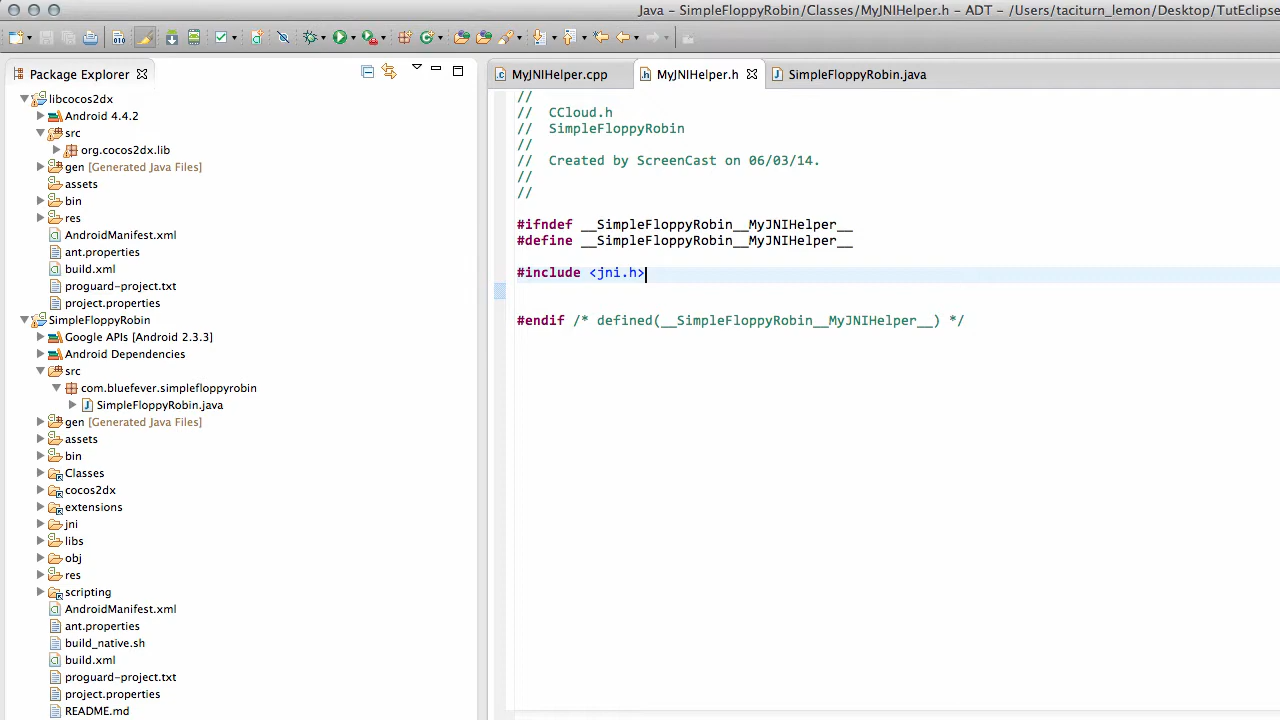 Java - SimpleFloppyRobin/Classes/MyJNIHelper.h - ADT - /Users/taciturn_lemon/Desktop/TutEclipse
Package Explorer
libcocos2dx
Android 4.4.2
src
org.cocos2dx.lib
gen [Generated Java Files]
assets
bin
res
AndroidManifest.xml
ant.properties
build.xml
proguard-project.txt
project.properties
SimpleFloppyRobin
Google APIs [Android 2.3.3]
Android Dependencies
src
com.bluefever.simplefloppyrobin
SimpleFloppyRobin.java
gen [Generated Java Files]
assets
bin
Classes
cocos2dx
extensions
jni
libs
obj
res
scripting
AndroidManifest.xml
ant.properties
build_native.sh
build.xml
proguard-project.txt
project.properties
README.md
MyJNIHelper.cpp
MyJNIHelper.h
SimpleFloppyRobin.java
//
// CCloud.h
// SimpleFloppyRobin
//
// Created by ScreenCast on 06/03/14.
//
//
#ifndef __SimpleFloppyRobin__MyJNIHelper__
#define __SimpleFloppyRobin__MyJNIHelper__
#include <jni.h>
#endif /* defined(__SimpleFloppyRobin__MyJNIHelper__) */